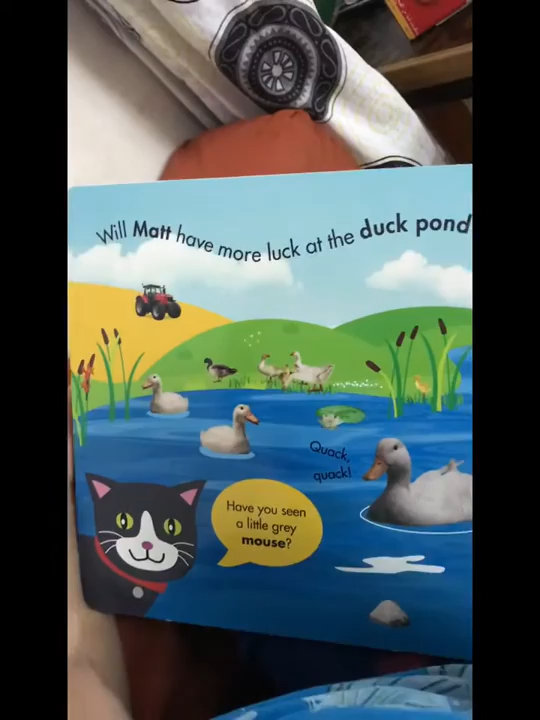 Will Matt have more luck at the duck pond
Quack,
quack!
Have you seen
a little grey
mouse?